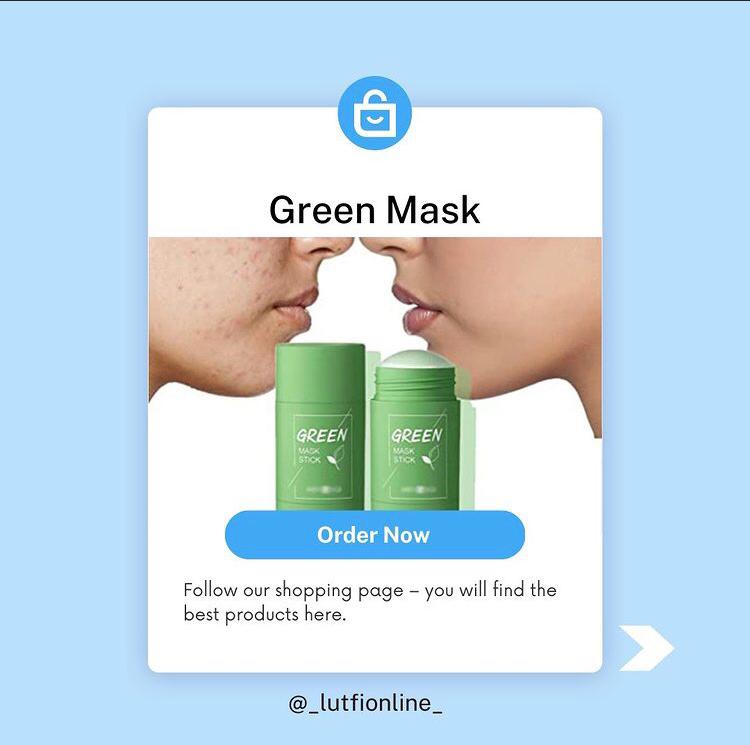 Green Mask
GREEN
MASK
STICK
GREEN
MASK
STICK
Order Now
Follow our shopping page – you will find the
best products here.
@_lutfionline_